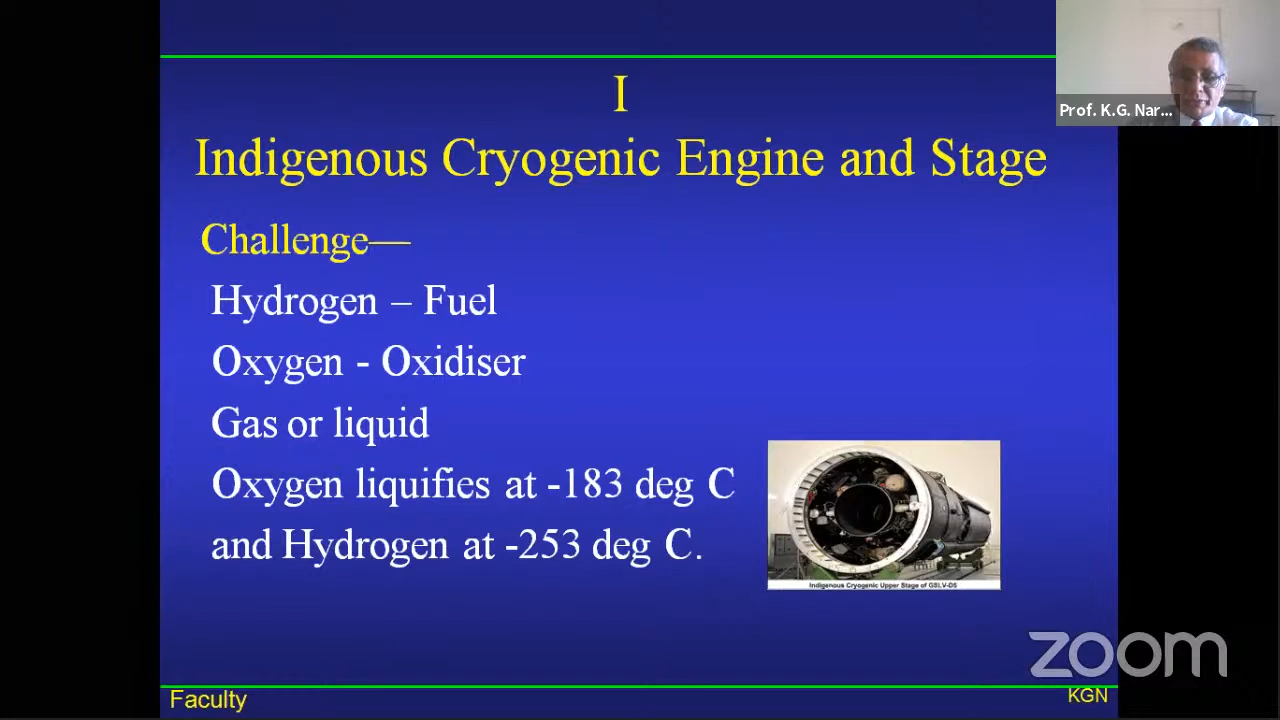 I
Indigenous Cryogenic Engine and Stage
Challenge—
Hydrogen – Fuel
Oxygen - Oxidiser
Gas or liquid
Oxygen liquifies at -183 deg C
and Hydrogen at -253 deg C.
Indigenous Cryogenic Upper Stage of GSLV-D5
Faculty
KGN
Prof. K.G. Nar...
zoom